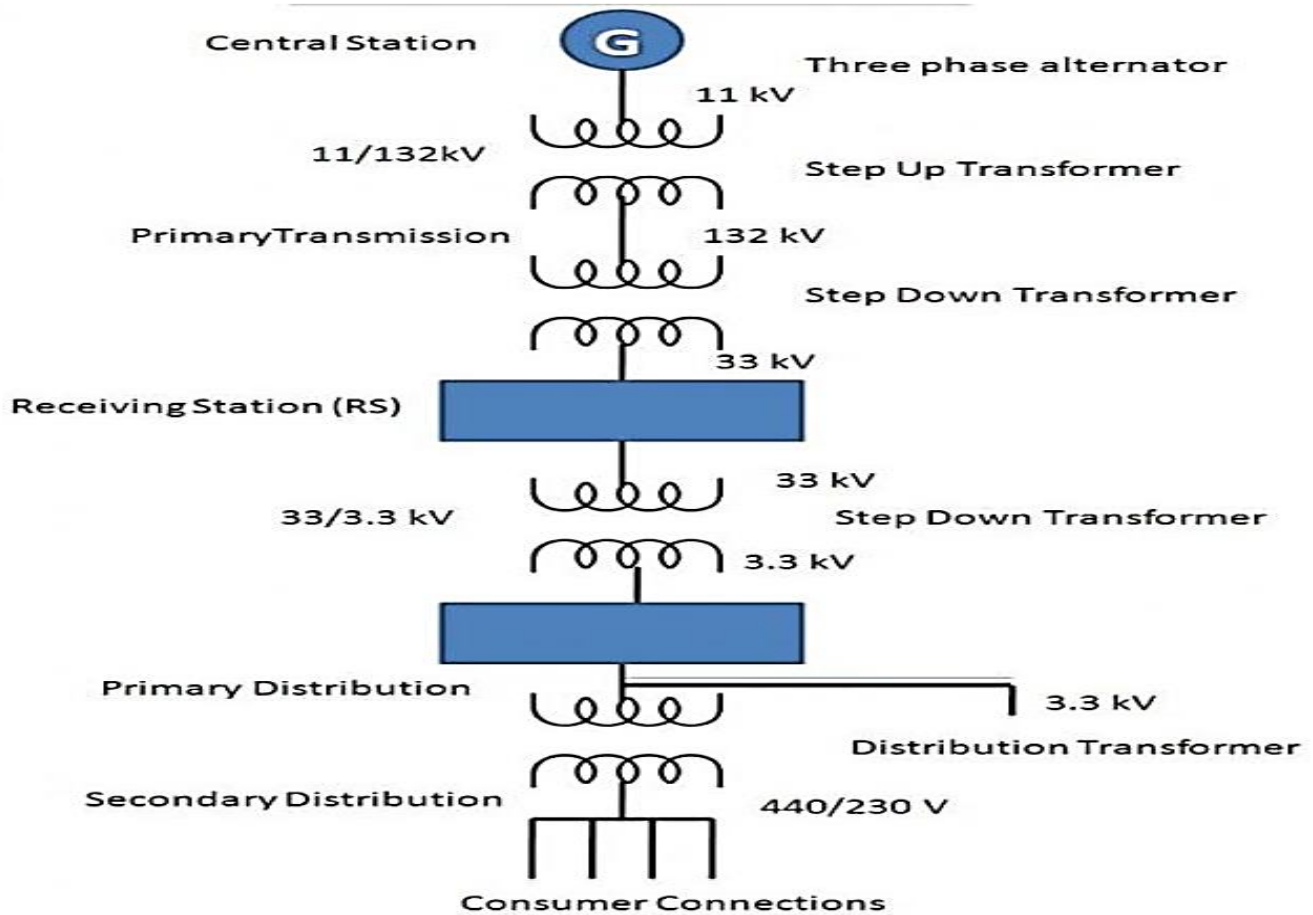 Central Station
G
Three phase alternator
11 kV
11/132kV
Step Up Transformer
PrimaryTransmission
132 kV
Step Down Transformer
33 kV
Receiving Station (RS)
33 kV
33/3.3 kV
Step Down Transformer
3.3 kV
Primary Distribution
3.3 kV
Distribution Transformer
Secondary Distribution
440/230 V
Consumer Connections